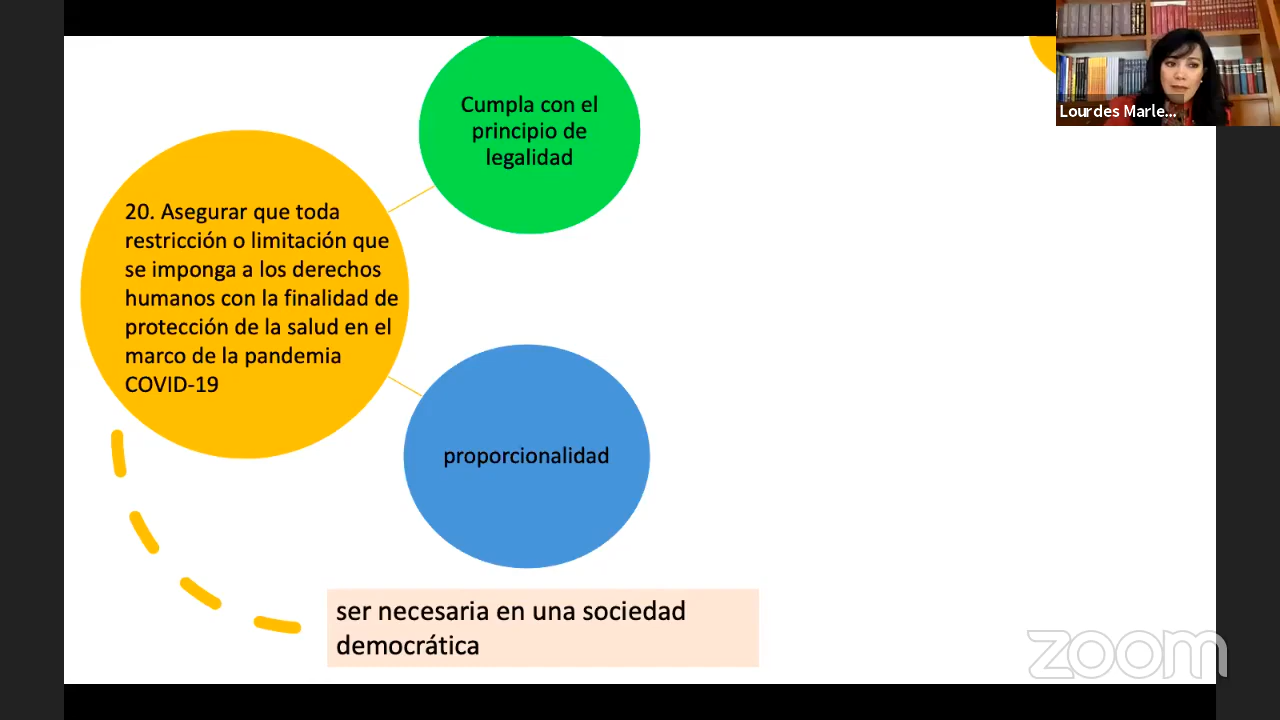 Cumpla con el
principio de
legalidad
20. Asegurar que toda
restricción o limitación que
se imponga a los derechos
humanos con la finalidad de
protección de la salud en el
marco de la pandemia
COVID-19
proporcionalidad
ser necesaria en una sociedad
democrática
Lourdes Marle...
zoom